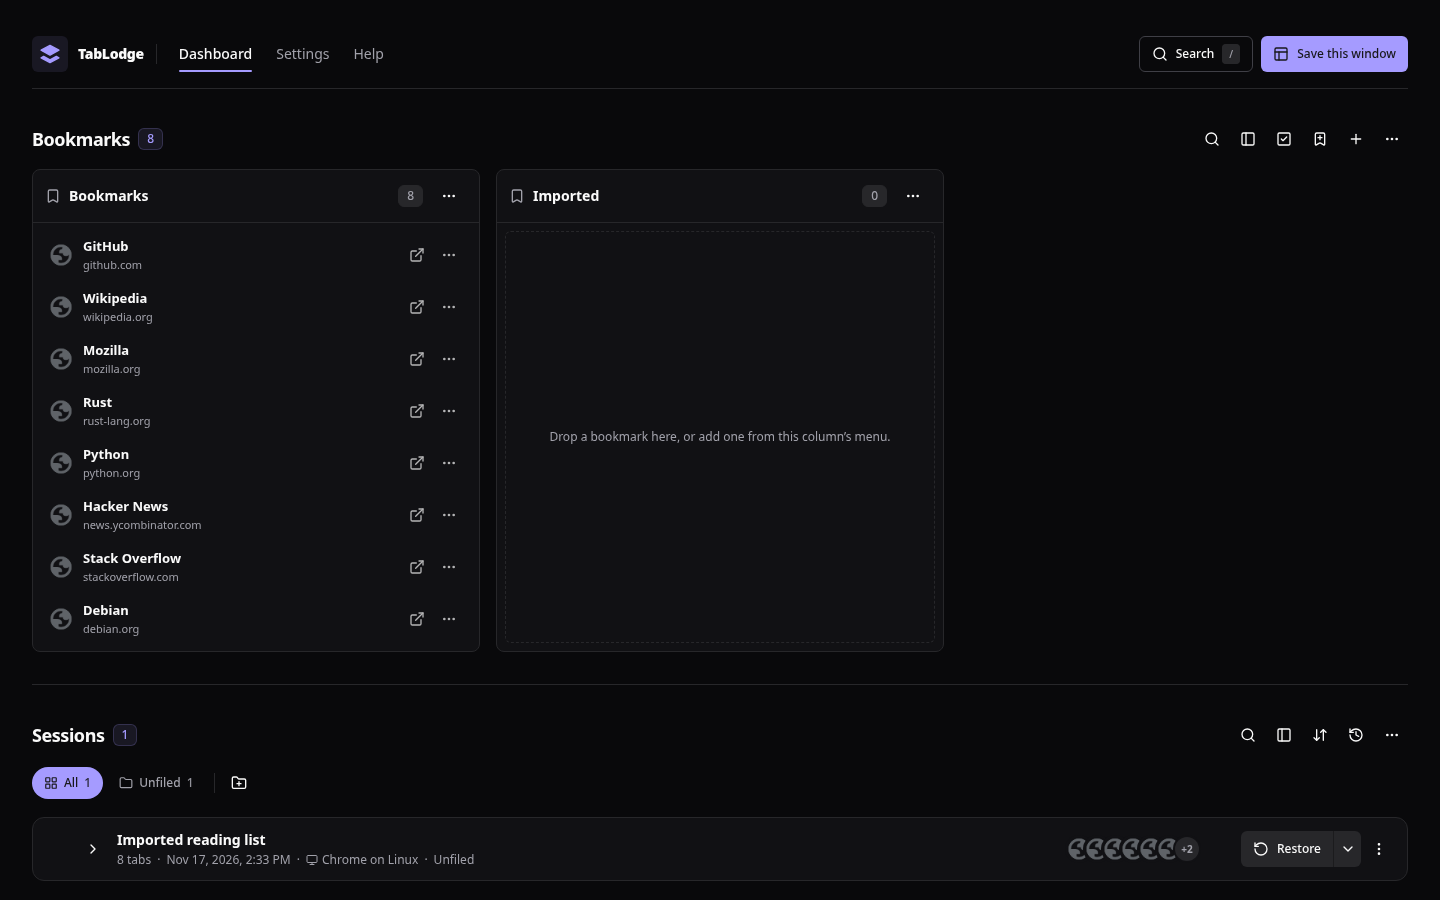 TabLodge
Dashboard
Settings
Help
Search /
Save this window
Bookmarks 8
Bookmarks 8
GitHub
github.com
Wikipedia
wikipedia.org
Mozilla
mozilla.org
Rust
rust-lang.org
Python
python.org
Hacker News
news.ycombinator.com
Stack Overflow
stackoverflow.com
Debian
debian.org
Imported 0
Drop a bookmark here, or add one from this column's menu.
Sessions 1
All 1
Unfiled 1
Imported reading list
8 tabs · Nov 17, 2026, 2:33 PM · Chrome on Linux · Unfiled
+2
Restore